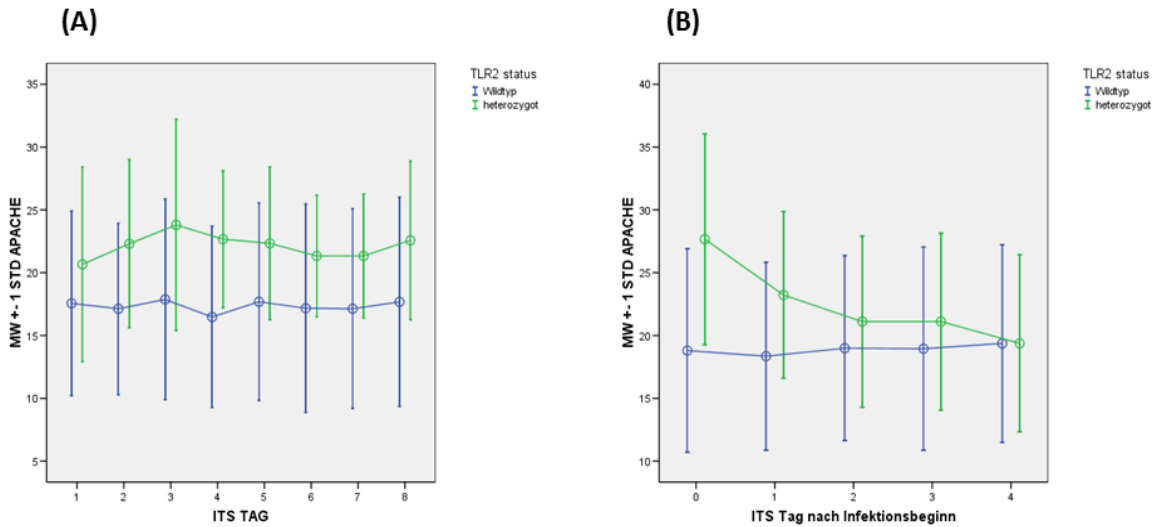 (A)
TLR2 status
Wildtyp
heterozygot
MW +- 1 STD APACHE
35
30
25
20
15
10
5
1 2 3 4 5 6 7 8
ITS TAG
(B)
TLR2 status
Wildtyp
heterozygot
MW +- 1 STD APACHE
40
35
30
25
20
15
10
0 1 2 3 4
ITS Tag nach Infektionsbeginn